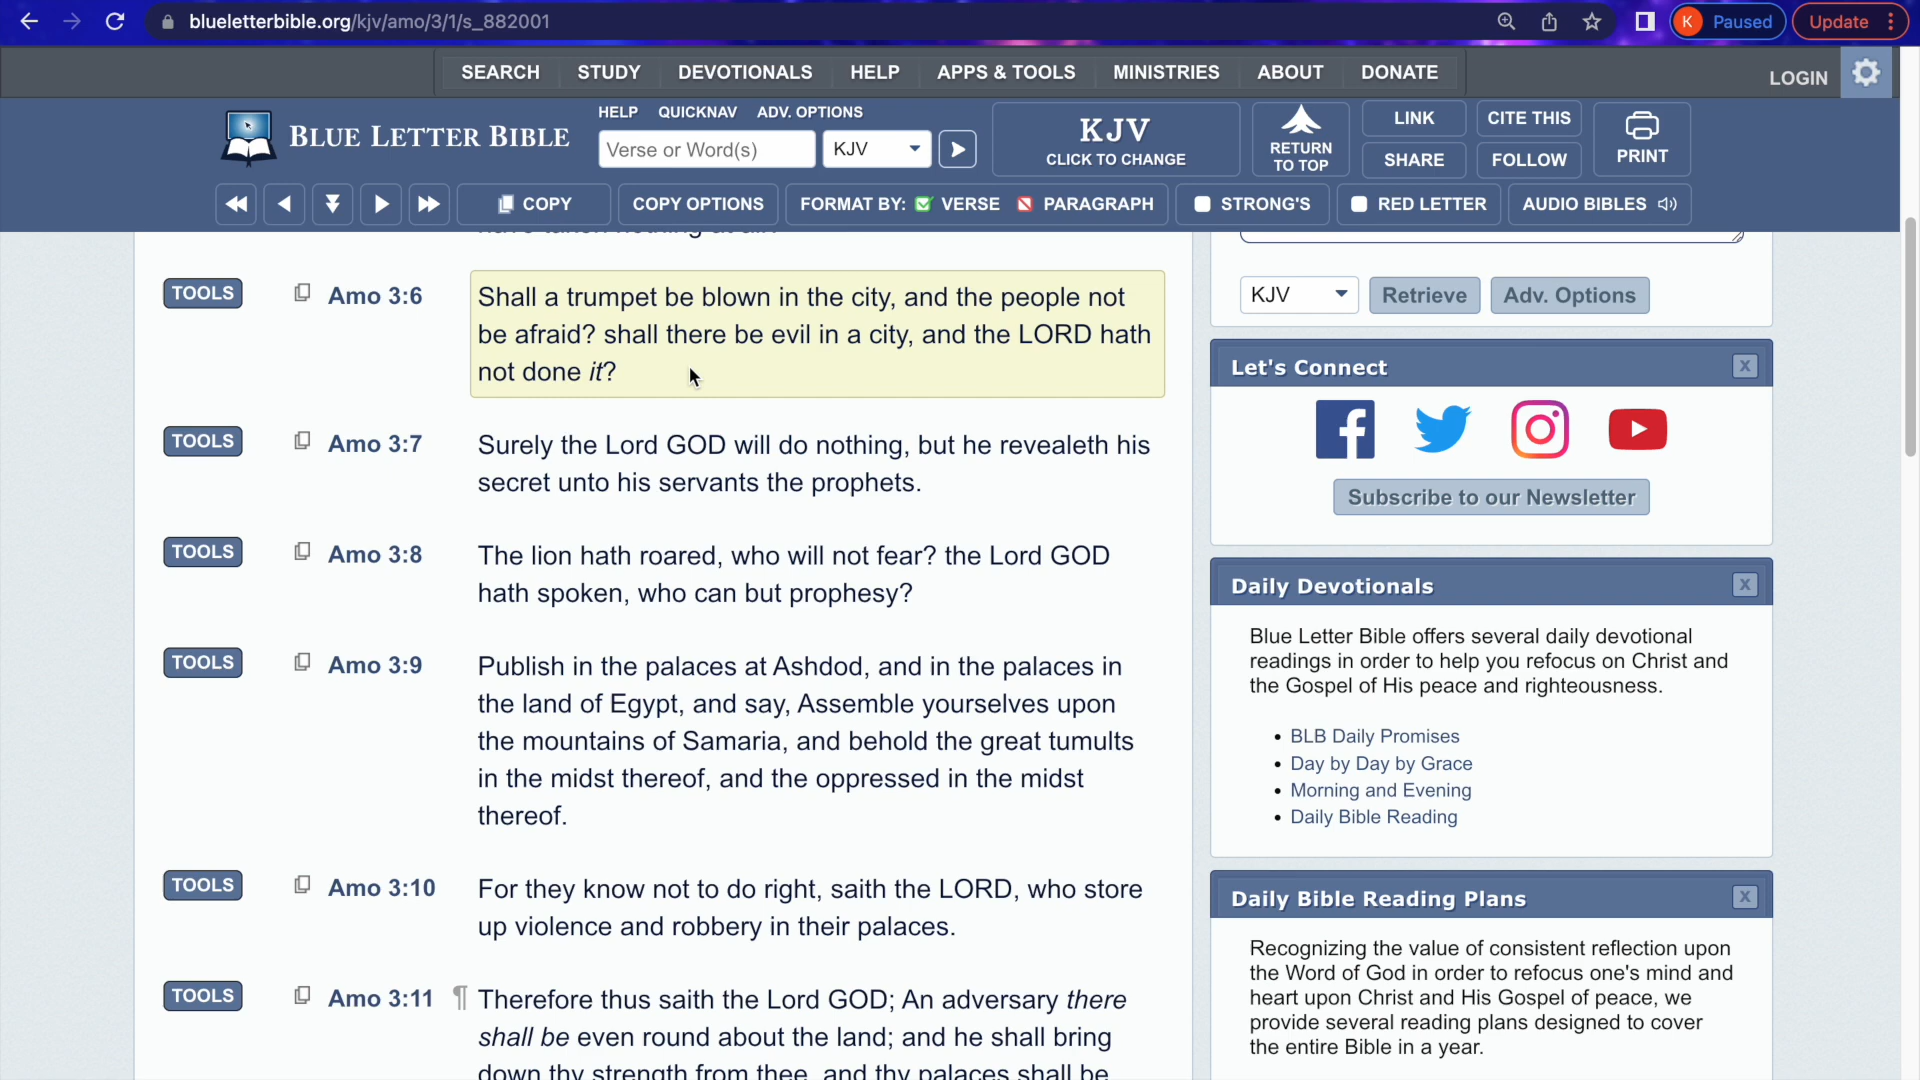 blueletterbible.org/kjv/amo/3/1/s_882001
K
Paused
Update
SEARCH STUDY DEVOTIONALS HELP APPS & TOOLS MINISTRIES ABOUT DONATE
LOGIN
BLUE LETTER BIBLE
HELP QUICKNAV ADV. OPTIONS
Verse or Word(s)
KJV
KJV
CLICK TO CHANGE
RETURN
TO TOP
LINK
CITE THIS
SHARE
FOLLOW
PRINT
COPY
COPY OPTIONS
FORMAT BY: VERSE PARAGRAPH
STRONG'S
RED LETTER
AUDIO BIBLES
TOOLS
Amo 3:6
Shall a trumpet be blown in the city, and the people not
be afraid? shall there be evil in a city, and the LORD hath
not done it?
TOOLS
Amo 3:7
Surely the Lord GOD will do nothing, but he revealeth his
secret unto his servants the prophets.
TOOLS
Amo 3:8
The lion hath roared, who will not fear? the Lord GOD
hath spoken, who can but prophesy?
TOOLS
Amo 3:9
Publish in the palaces at Ashdod, and in the palaces in
the land of Egypt, and say, Assemble yourselves upon
the mountains of Samaria, and behold the great tumults
in the midst thereof, and the oppressed in the midst
thereof.
TOOLS
Amo 3:10
For they know not to do right, saith the LORD, who store
up violence and robbery in their palaces.
TOOLS
Amo 3:11
¶ Therefore thus saith the Lord GOD; An adversary there
shall be even round about the land; and he shall bring
down thy strength from thee, and thy palaces shall be
KJV
Retrieve
Adv. Options
Let's Connect
X
Subscribe to our Newsletter
Daily Devotionals
X
Blue Letter Bible offers several daily devotional
readings in order to help you refocus on Christ and
the Gospel of His peace and righteousness.
• BLB Daily Promises
• Day by Day by Grace
• Morning and Evening
• Daily Bible Reading
Daily Bible Reading Plans
X
Recognizing the value of consistent reflection upon
the Word of God in order to refocus one's mind and
heart upon Christ and His Gospel of peace, we
provide several reading plans designed to cover
the entire Bible in a year.